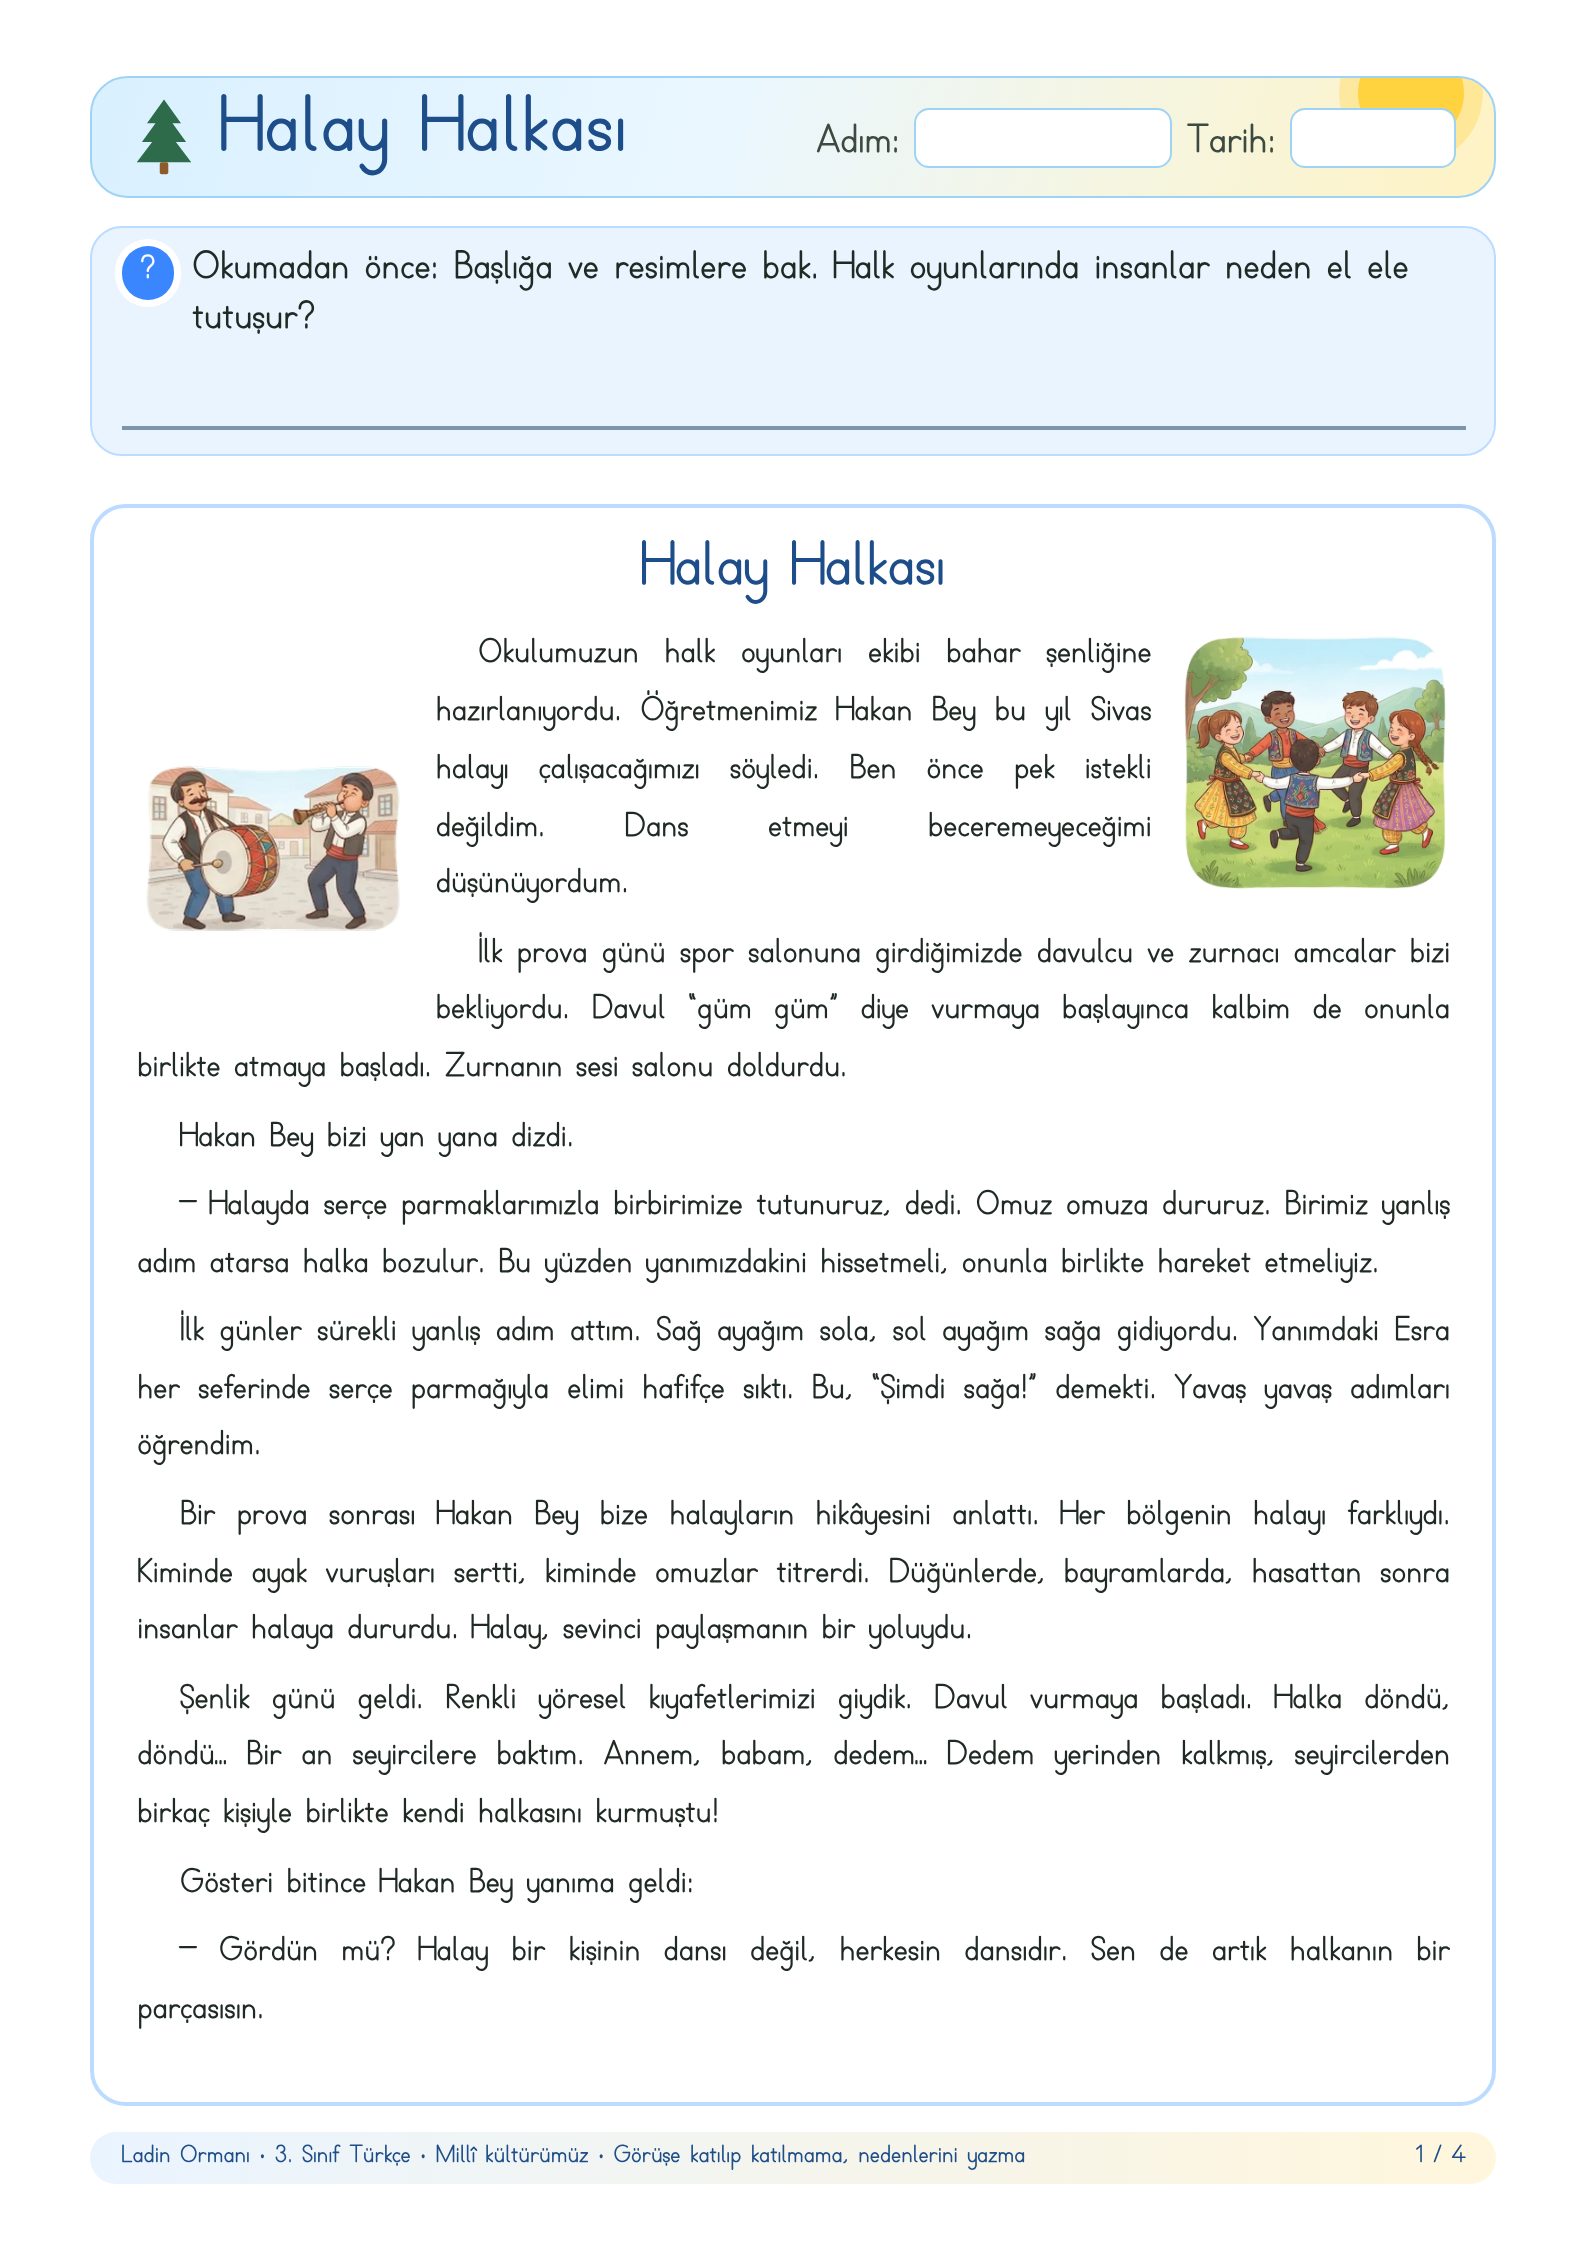 Halay Halkası
Adım:
Tarih:
?
Okumadan önce: Başlığa ve resimlere bak. Halk oyunlarında insanlar neden el ele
tutuşur?
Halay Halkası
Okulumuzun halk oyunları ekibi bahar şenliğine
hazırlanıyordu. Öğretmenimiz Hakan Bey bu yıl Sivas
halayı çalışacağımızı söyledi. Ben önce pek istekli
değildim. Dans etmeyi beceremeyeceğimi
düşünüyordum.
İlk prova günü spor salonuna girdiğimizde davulcu ve zurnacı amcalar bizi
bekliyordu. Davul “güm güm” diye vurmaya başlayınca kalbim de onunla
birlikte atmaya başladı. Zurnanın sesi salonu doldurdu.
Hakan Bey bizi yan yana dizdi.
– Halayda serçe parmaklarımızla birbirimize tutunuruz, dedi. Omuz omuza dururuz. Birimiz yanlış
adım atarsa halka bozulur. Bu yüzden yanımızdakini hissetmeli, onunla birlikte hareket etmeliyiz.
İlk günler sürekli yanlış adım attım. Sağ ayağım sola, sol ayağım sağa gidiyordu. Yanımdaki Esra
her seferinde serçe parmağıyla elimi hafifçe sıktı. Bu, “Şimdi sağa!” demekti. Yavaş yavaş adımları
öğrendim.
Bir prova sonrası Hakan Bey bize halayların hikâyesini anlattı. Her bölgenin halayı farklıydı.
Kiminde ayak vuruşları sertti, kiminde omuzlar titrerdi. Düğünlerde, bayramlarda, hasattan sonra
insanlar halaya dururdu. Halay, sevinci paylaşmanın bir yoluydu.
Şenlik günü geldi. Renkli yöresel kıyafetlerimizi giydik. Davul vurmaya başladı. Halka döndü,
döndü... Bir an seyircilere baktım. Annem, babam, dedem... Dedem yerinden kalkmış, seyircilerden
birkaç kişiyle birlikte kendi halkasını kurmuştu!
Gösteri bitince Hakan Bey yanıma geldi:
– Gördün mü? Halay bir kişinin dansı değil, herkesin dansıdır. Sen de artık halkanın bir
parçasısın.
Ladin Ormanı • 3. Sınıf Türkçe • Millî kültürümüz • Görüşe katılıp katılmama, nedenlerini yazma
1 / 4